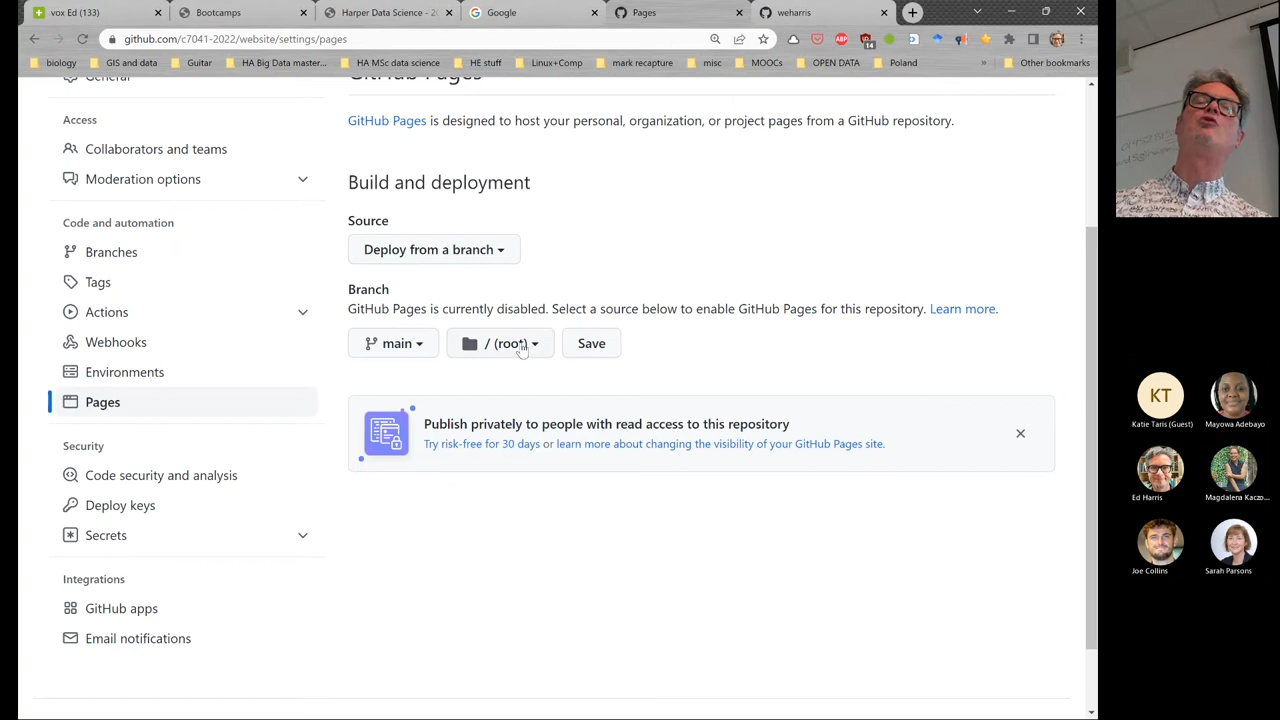 vox Ed (133)
Bootcamps
Harper Data Science - 20
Google
Pages
weharris
github.com/c7041-2022/website/settings/pages
14
biology
GIS and data
Guitar
HA Big Data master...
HA MSc data science
HE stuff
Linux+Comp
mark recapture
misc
MOOCs
OPEN DATA
Poland
»
Other bookmarks
General
GitHub Pages
Access
Collaborators and teams
Moderation options
Code and automation
Branches
Tags
Actions
Webhooks
Environments
Pages
Security
Code security and analysis
Deploy keys
Secrets
Integrations
GitHub apps
Email notifications
GitHub Pages is designed to host your personal, organization, or project pages from a GitHub repository.
Build and deployment
Source
Deploy from a branch
Branch
GitHub Pages is currently disabled. Select a source below to enable GitHub Pages for this repository. Learn more.
main
/ (root)
Save
Publish privately to people with read access to this repository
Try risk-free for 30 days or learn more about changing the visibility of your GitHub Pages site.
KT
Katie Taris (Guest)
Mayowa Adebayo
Ed Harris
Magdalena Kaczo...
Joe Collins
Sarah Parsons